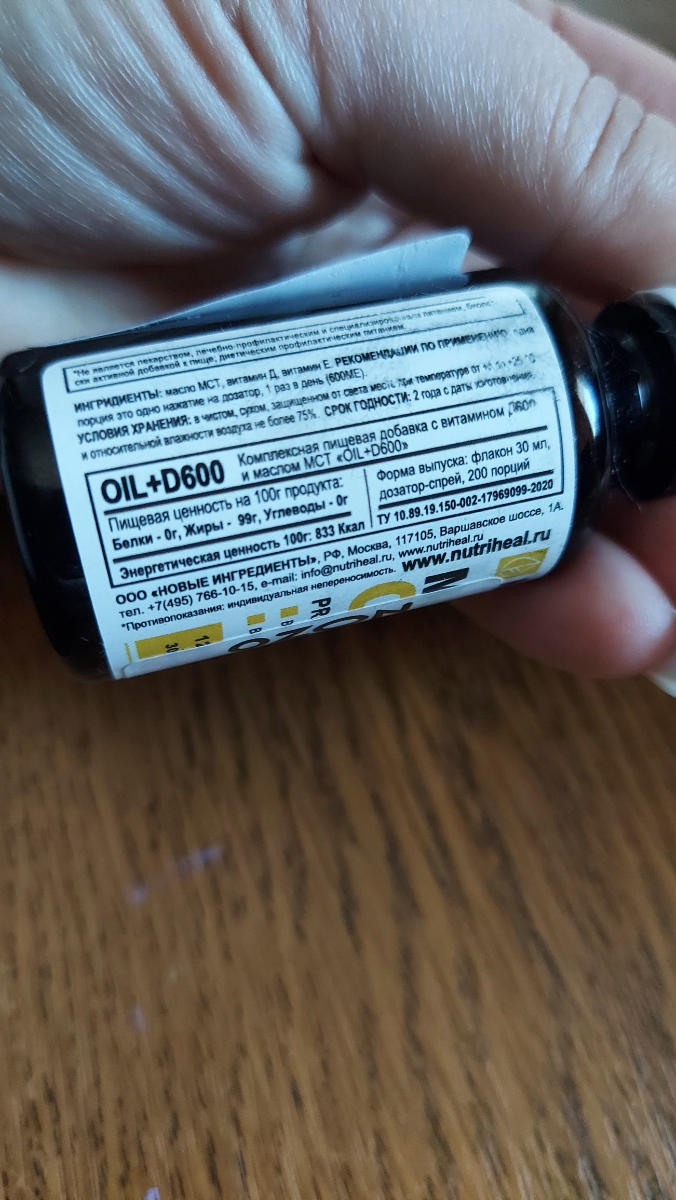 *Не является лекарством, лечебно-профилактическим и специализированным питанием, биологиче-
ски активной добавкой к пище, диетическим профилактическим питанием.
ИНГРИДИЕНТЫ: масло МСТ, витамин Д, витамин Е. РЕКОМЕНДАЦИИ ПО ПРИМЕНЕНИЮ: одна
порция это одно нажатие на дозатор, 1 раз в день (600МЕ).
УСЛОВИЯ ХРАНЕНИЯ: в чистом, сухом, защищенном от света месте, при температуре от
и относительной влажности воздуха не более 75%. СРОК ГОДНОСТИ: 2 года с даты изготовления.
OIL+D600
Комплексная пищевая добавка с витамином Д600
и маслом МСТ «OIL+D600»
Пищевая ценность на 100г продукта:
Белки - 0г, Жиры - 99г, Углеводы - 0г
Энергетическая ценность 100г: 833 Ккал
Форма выпуска: флакон 30 мл,
дозатор-спрей, 200 порций
ТУ 10.89.19.150-002-17969099-2020
ООО «НОВЫЕ ИНГРЕДИЕНТЫ», РФ, Москва, 117105, Варшавское шоссе, 1А.
тел. +7(495) 766-10-15, e-mail: info@nutriheal.ru, www.nutriheal.ru
*Противопоказания: индивидуальная непереносимость.
www.nutriheal.ru
PR
12
30